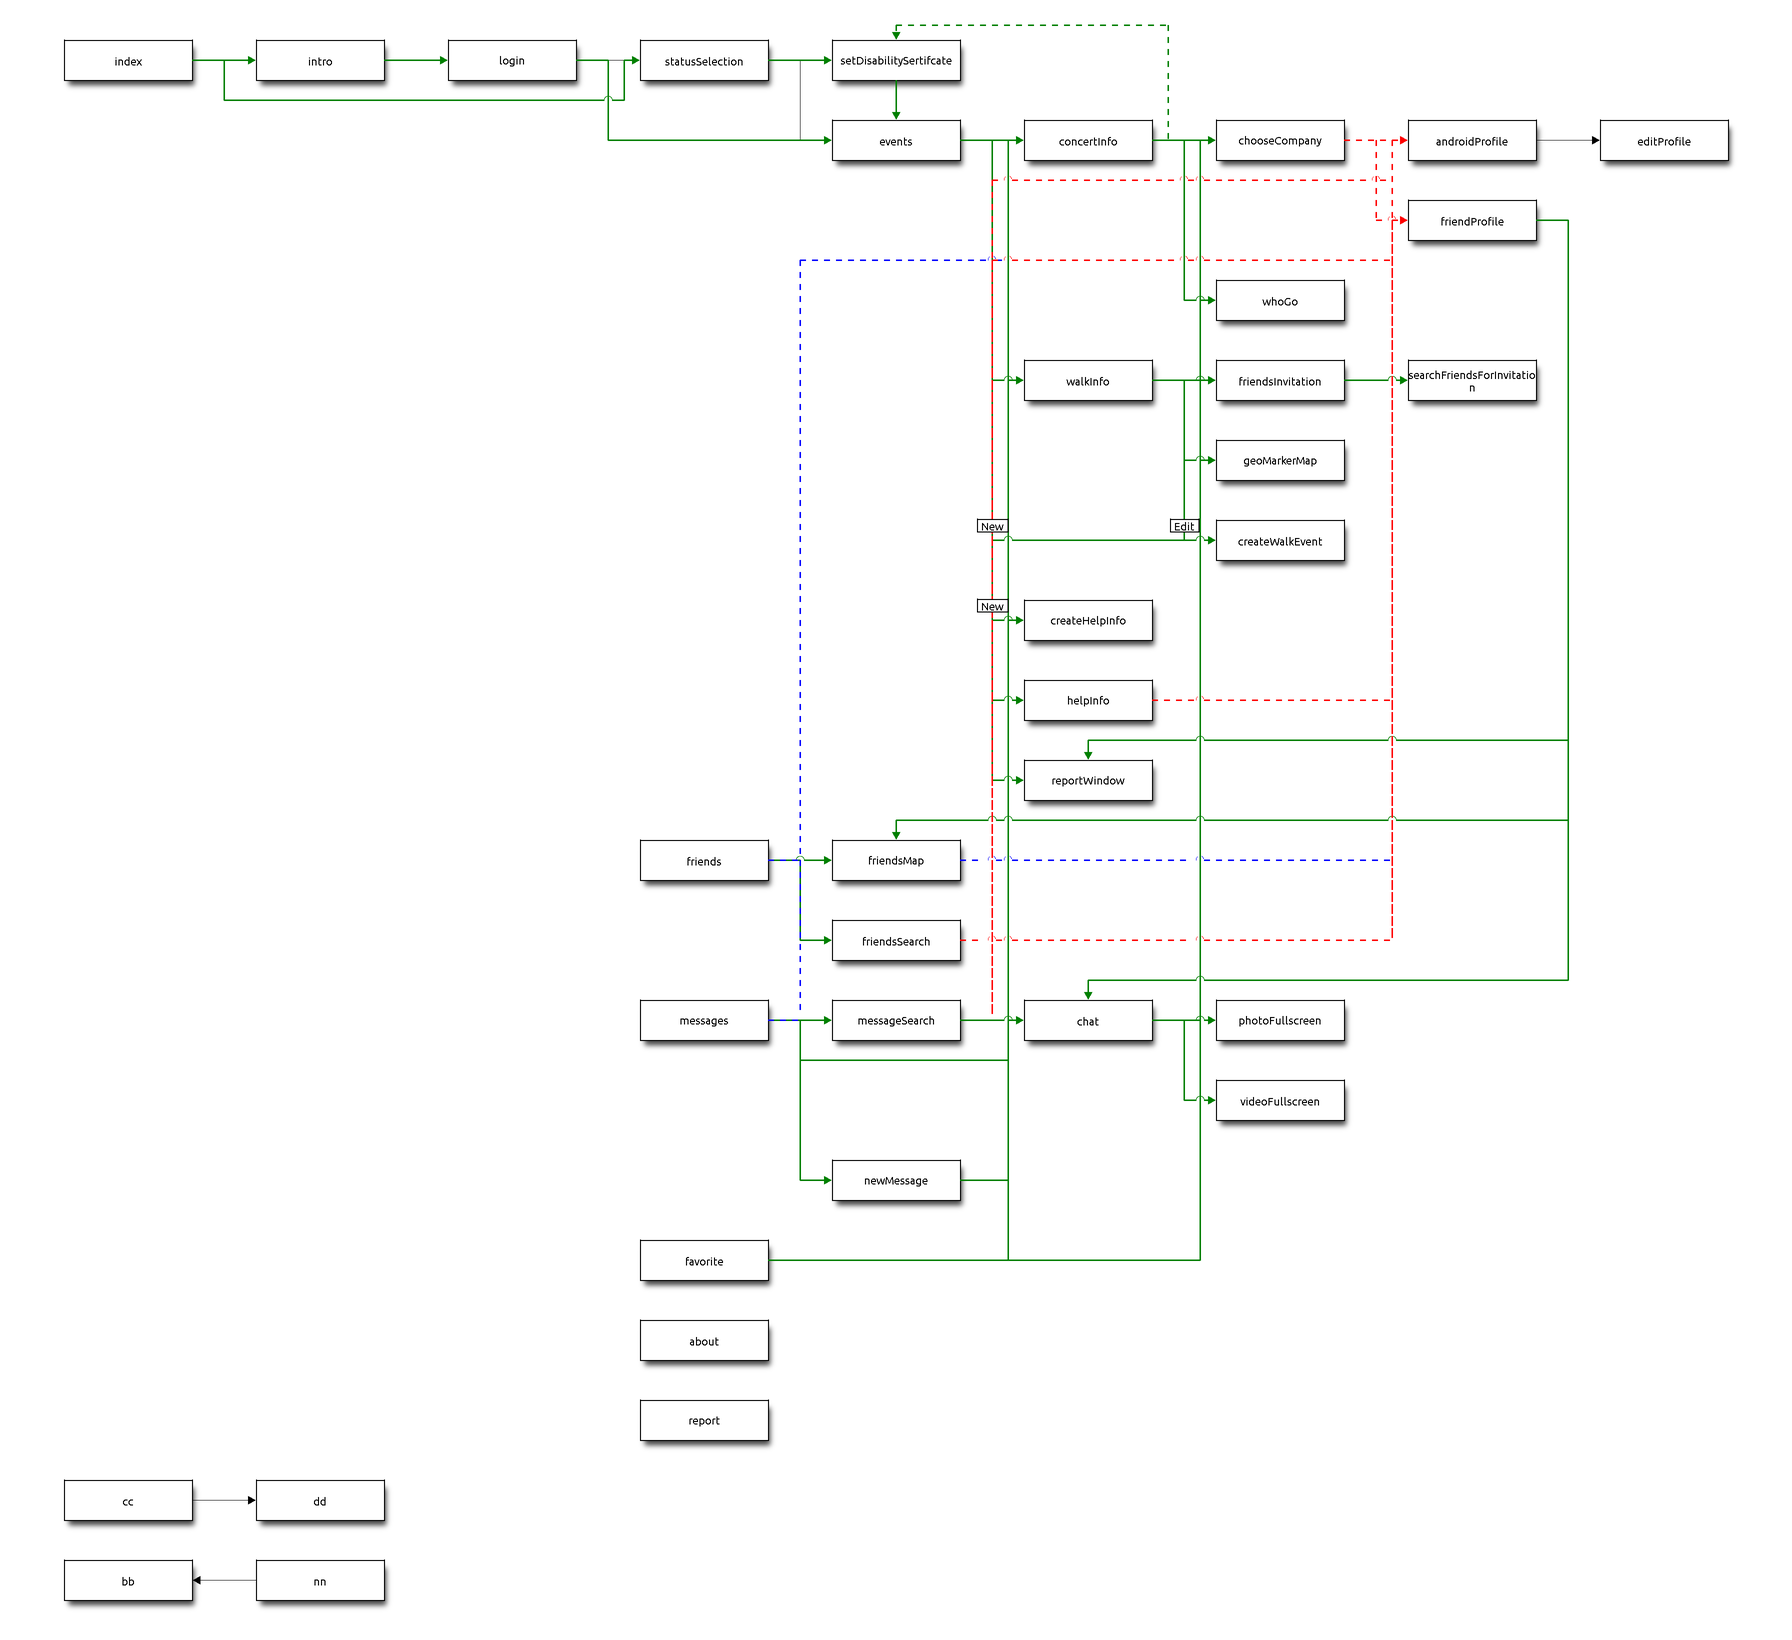 index
intro
login
statusSelection
setDisabilitySertifcate
events
concertInfo
chooseCompany
androidProfile
editProfile
friendProfile
whoGo
walkInfo
friendsInvitation
searchFriendsForInvitatio
n
geoMarkerMap
New
Edit
createWalkEvent
New
createHelpInfo
helpInfo
reportWindow
friends
friendsMap
friendsSearch
messages
messageSearch
chat
photoFullscreen
videoFullscreen
newMessage
favorite
about
report
cc
dd
bb
nn